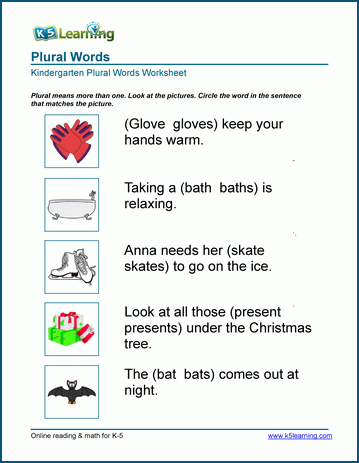 K5 Learning
Plural Words
Kindergarten Plural Words Worksheet
Plural means more than one. Look at the pictures. Circle the word in the sentence
that matches the picture.
(Glove gloves) keep your
hands warm.
Taking a (bath baths) is
relaxing.
Anna needs her (skate
skates) to go on the ice.
Look at all those (present
presents) under the Christmas
tree.
The (bat bats) comes out at
night.
Online reading & math for K-5
www.k5learning.com